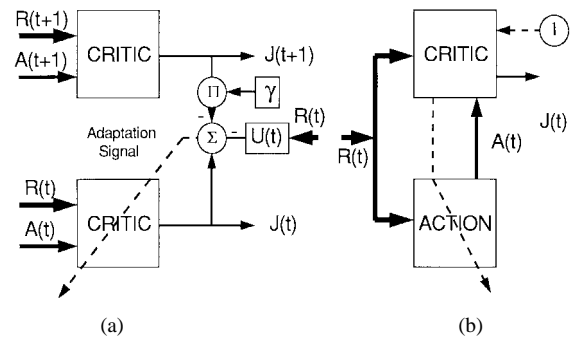 R(t+1)
A(t+1)
CRITIC
J(t+1)
Π
γ
R(t)
Adaptation
Signal
Σ
U(t)
R(t)
A(t)
CRITIC
J(t)
(a)
1
CRITIC
J(t)
R(t)
A(t)
ACTION
(b)